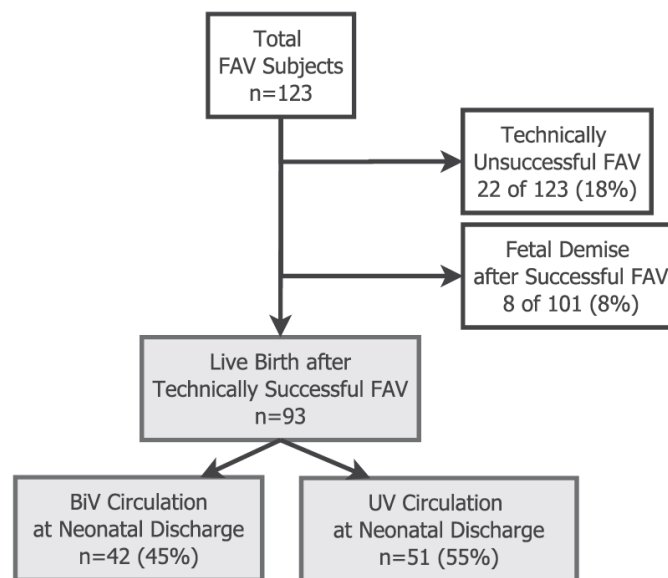 Total
FAV Subjects
n=123
Technically
Unsuccessful FAV
22 of 123 (18%)
Fetal Demise
after Successful FAV
8 of 101 (8%)
Live Birth after
Technically Successful FAV
n=93
BiV Circulation
at Neonatal Discharge
n=42 (45%)
UV Circulation
at Neonatal Discharge
n=51 (55%)